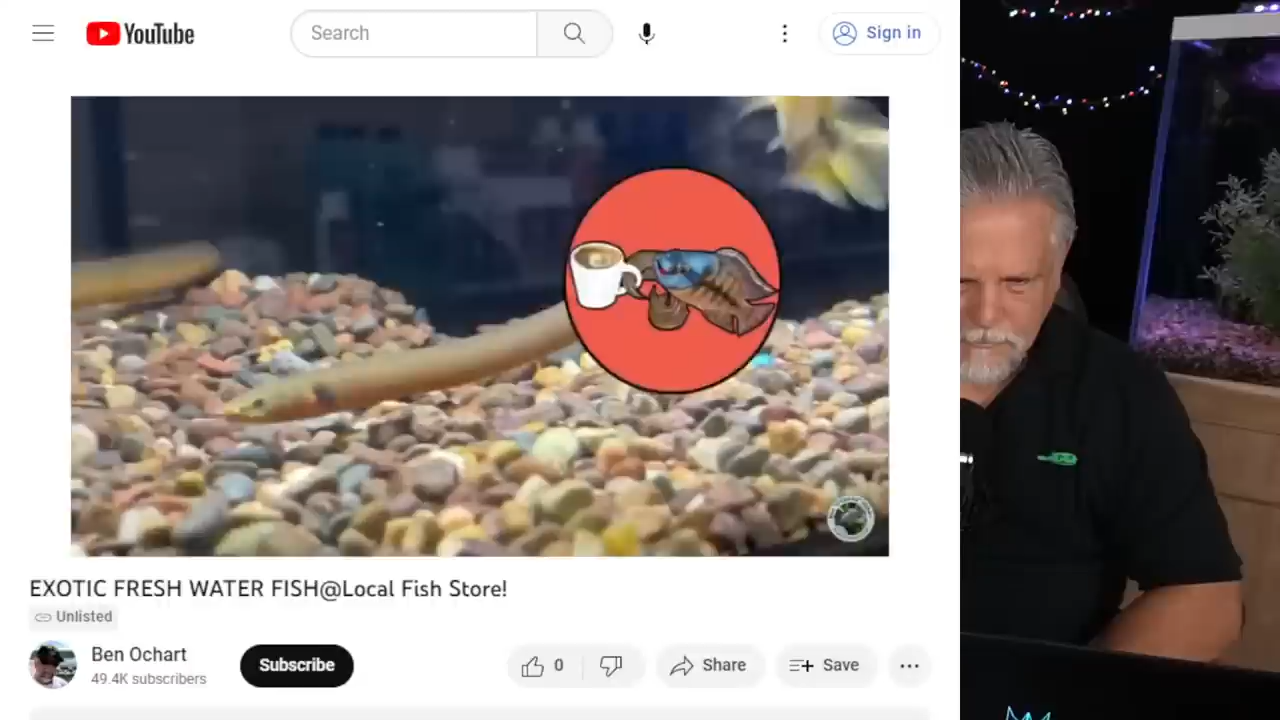 YouTube
Search
Sign in
EXOTIC FRESH WATER FISH@Local Fish Store!
Unlisted
Ben Ochart
49.4K subscribers
Subscribe
0
Share
Save